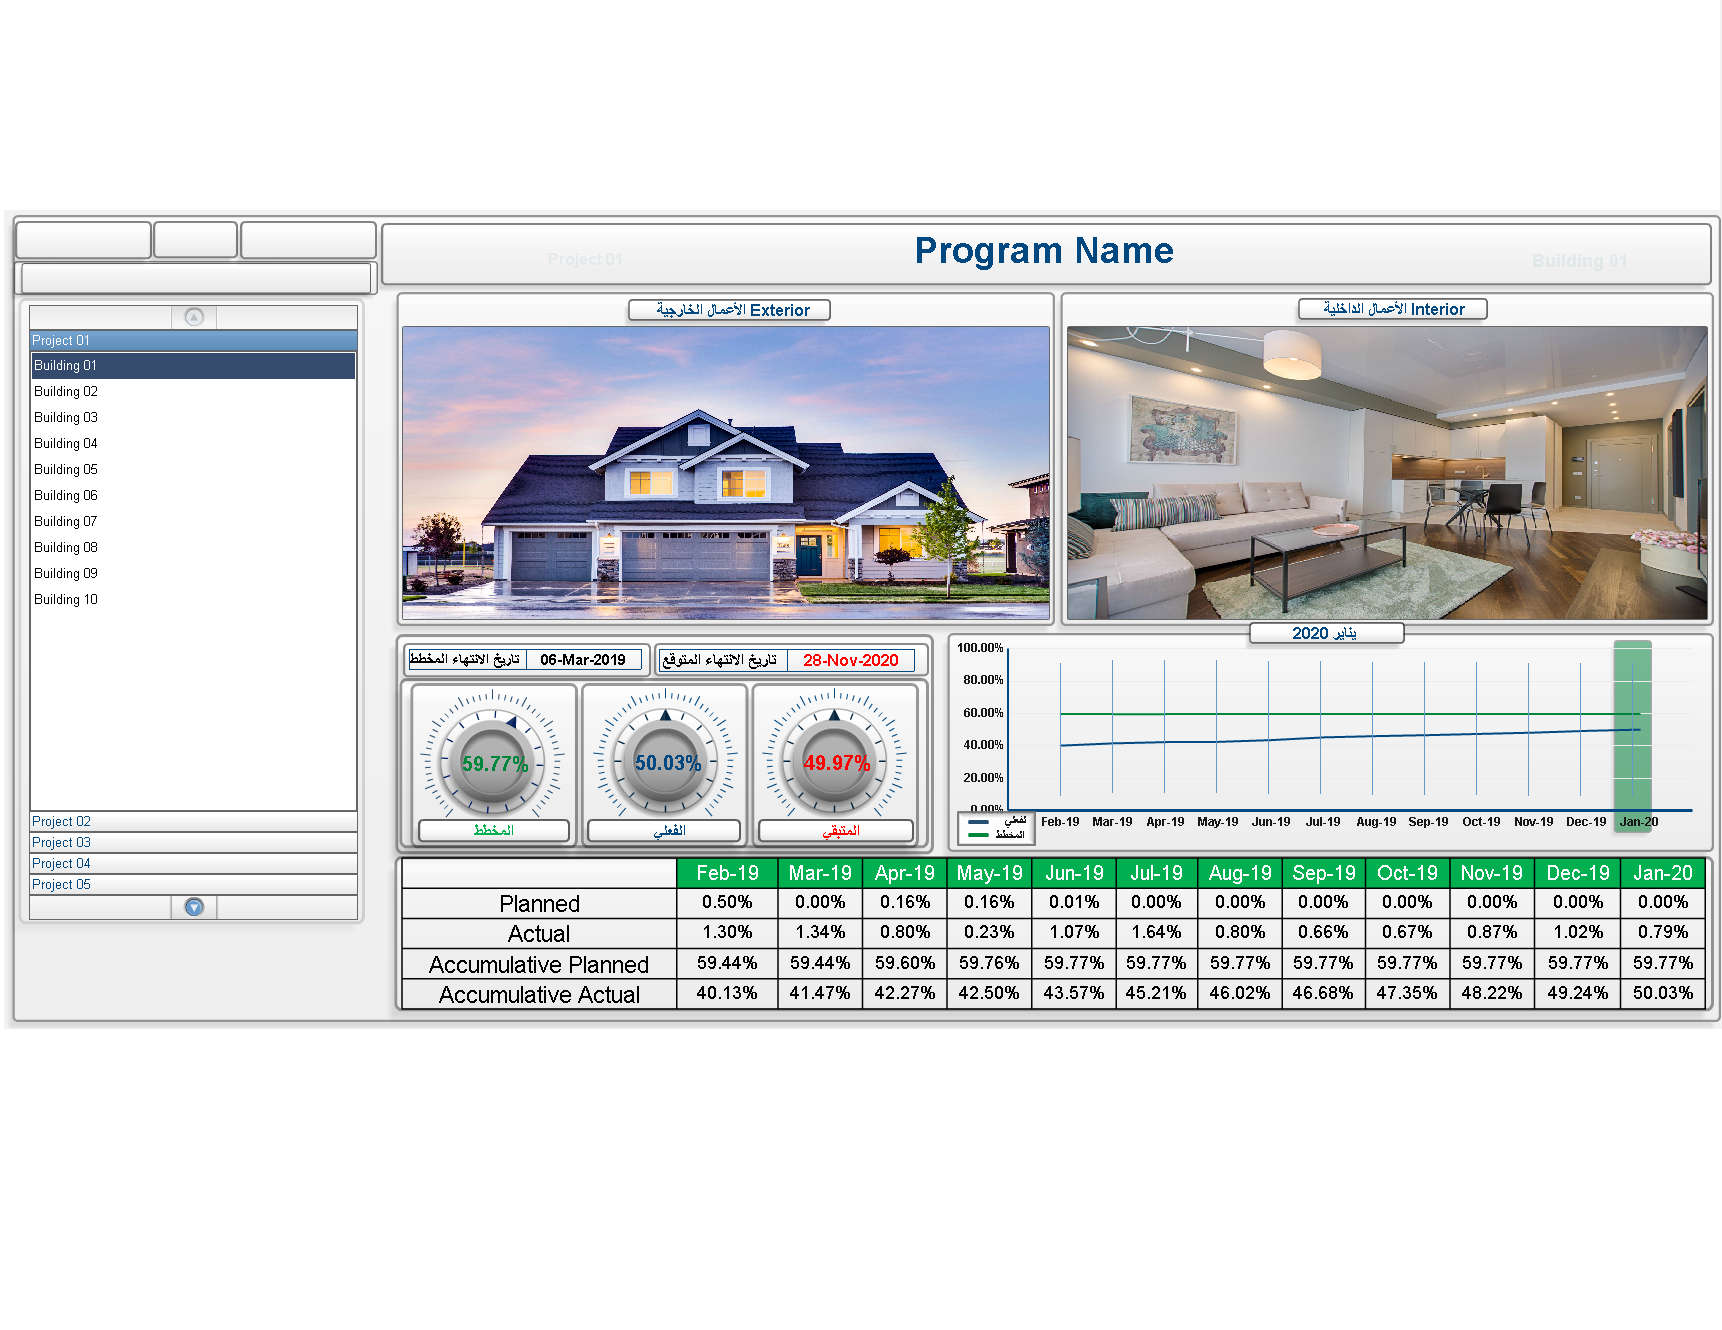 Program Name
Project 01
Building 01
Project 01
Building 01
Building 02
Building 03
Building 04
Building 05
Building 06
Building 07
Building 08
Building 09
Building 10
Project 02
Project 03
Project 04
Project 05
الأعمال الخارجية Exterior
الأعمال الداخلية Interior
تاريخ الانتهاء المخطط 06-Mar-2019
تاريخ الانتهاء المتوقع 28-Nov-2020
59.77%
50.03%
49.97%
المخطط
الفعلي
المتبقي
يناير 2020
100.00%
80.00%
60.00%
40.00%
20.00%
0.00%
لفعلي
المخطط
Feb-19 Mar-19 Apr-19 May-19 Jun-19 Jul-19 Aug-19 Sep-19 Oct-19 Nov-19 Dec-19 Jan-20
Feb-19 Mar-19 Apr-19 May-19 Jun-19 Jul-19 Aug-19 Sep-19 Oct-19 Nov-19 Dec-19 Jan-20
Planned 0.50% 0.00% 0.16% 0.16% 0.01% 0.00% 0.00% 0.00% 0.00% 0.00% 0.00% 0.00%
Actual 1.30% 1.34% 0.80% 0.23% 1.07% 1.64% 0.80% 0.66% 0.67% 0.87% 1.02% 0.79%
Accumulative Planned 59.44% 59.44% 59.60% 59.76% 59.77% 59.77% 59.77% 59.77% 59.77% 59.77% 59.77% 59.77%
Accumulative Actual 40.13% 41.47% 42.27% 42.50% 43.57% 45.21% 46.02% 46.68% 47.35% 48.22% 49.24% 50.03%